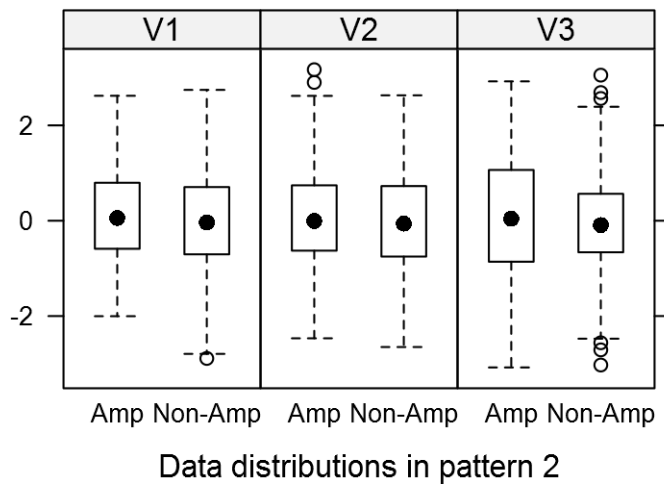 V1 V2 V3
2
0
-2
Amp Non-Amp Amp Non-Amp Amp Non-Amp
Data distributions in pattern 2